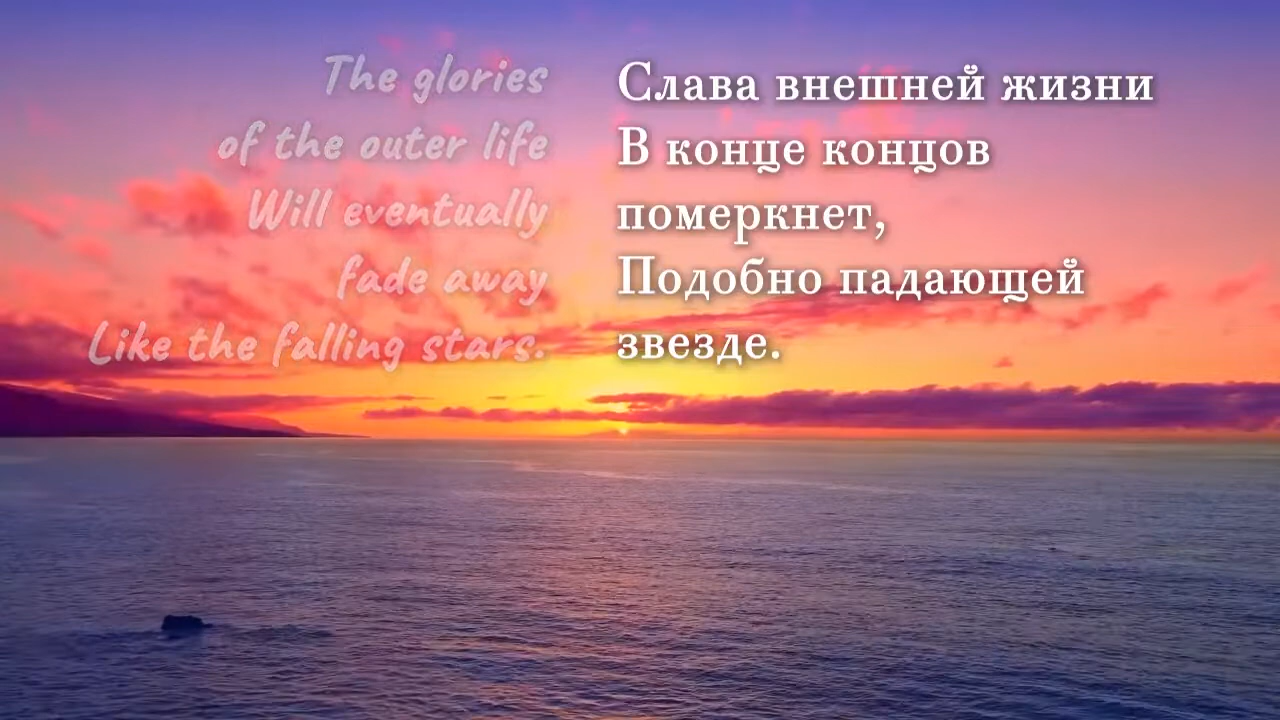 The glories
of the outer life
Will eventually
fade away
Like the falling stars.
Слава внешней жизни
В конце концов
померкнет,
Подобно падающей
звезде.